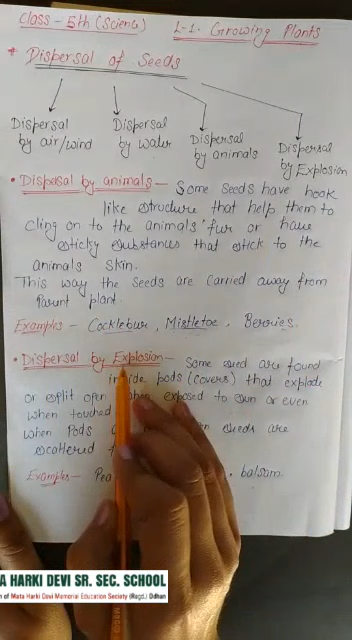 Class - 5th (Science) L-1. Growing Plants
* Dispersal of Seeds
Dispersal by air/wind
Dispersal by water
Dispersal by animals
Dispersal by Explosion
• Dispersal by animals - Some seeds have hook
like structure that help them to
cling on to the animals' fur or have
sticky substances that stick to the
animals skin.
This way the seeds are carried away from
Parent plant.
Examples - Cocklebur, Mistletoe, Berries.
• Dispersal by Explosion - Some seed are found
inside pods (covers) that explode
or split open when exposed to sun or even
when touched
when Pods seeds are
scattered
Examples - Pea balsam.
A HARKI DEVI SR. SEC. SCHOOL
n of Mata Harki Devi Memorial Education Society (Regd.) Odhan